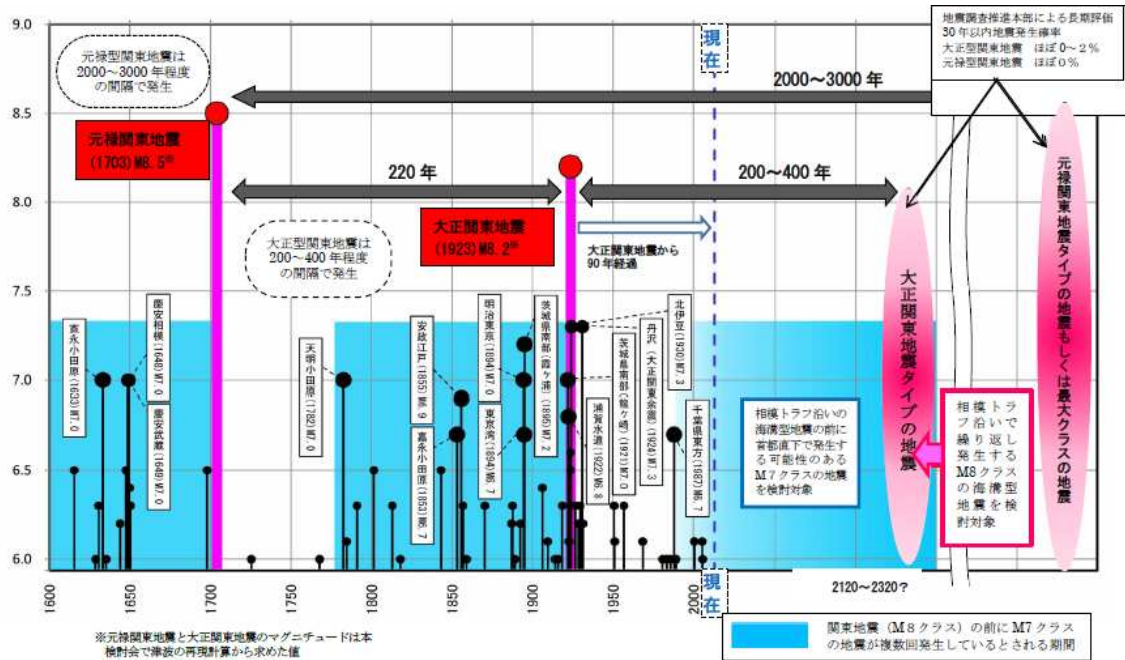 9.0
8.5
8.0
7.5
7.0
6.5
6.0
1600
1650
1700
1750
1800
1850
1900
1950
2000
元禄型関東地震は
2000～3000年程度
の間隔で発生
元禄関東地震
(1703)M8.5※
220年
大正型関東地震は
200～400年程度
の間隔で発生
大正関東地震
(1923)M8.2※
現在
2000～3000年
200～400年
大正関東地震から
90年経過
地震調査推進本部による長期評価
30年以内地震発生確率
大正型関東地震 ほぼ0～2％
元禄型関東地震 ほぼ0％
寛永小田原(1633)M7.0
慶安相模(1648)M7.0
慶安武蔵(1649)M7.0
天明小田原(1782)M7.0
安政江戸(1855)M6.9
嘉永小田原(1853)M6.7
明治東京(1894)M7.0
東京湾(1894)M6.7
茨城県南部(霞ヶ浦)(1895)M7.2
浦賀水道(1922)M6.8
茨城県南部(龍ヶ崎)(1921)M7.0
丹沢(大正関東余震)(1924)M7.3
北伊豆(1930)M7.3
千葉県東方(1987)M6.7
相模トラフ沿いの
海溝型地震の前に
首都直下で発生す
る可能性のある
M7クラスの地震
を検討対象
大正関東地震タイプの地震
相模トラ
フ沿いで
繰り返し
発生する
M8クラス
の海溝型
地震を検
討対象
元禄関東地震タイプの地震もしくは最大クラスの地震
現在
2120～2320？
※元禄関東地震と大正関東地震のマグニチュードは本
検討会で津波の再現計算から求めた値
関東地震（M8クラス）の前にM7クラス
の地震が複数回発生しているとされる期間